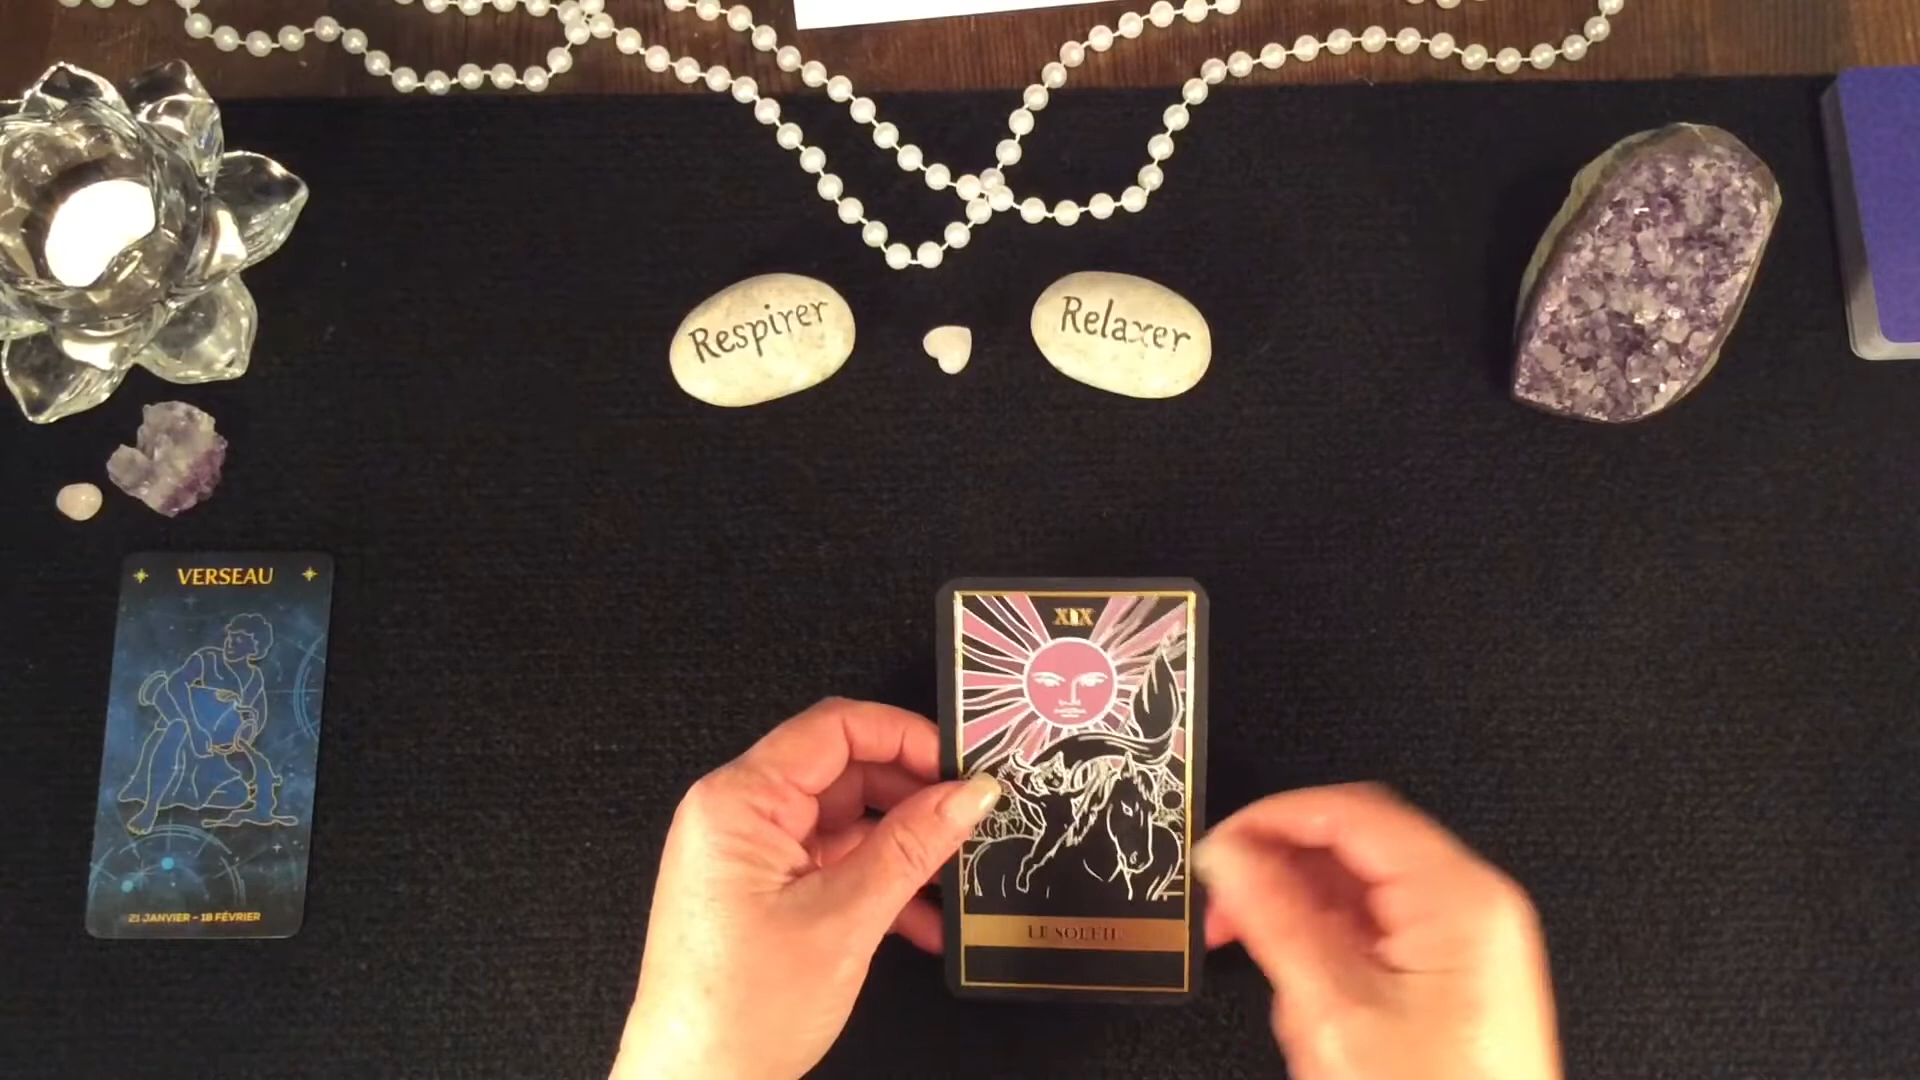 Respirer
Relaxer
VERSEAU
21 JANVIER - 18 FÉVRIER
XIX
LE SOLEIL